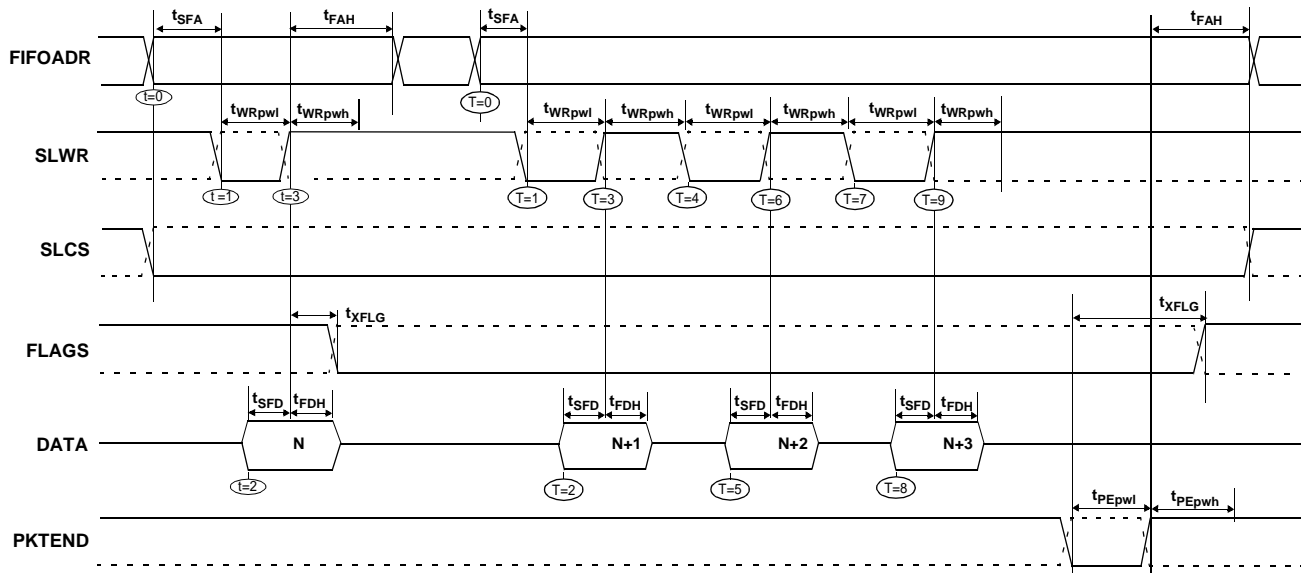 tSFA tFAH tSFA tFAH
FIFOADR
t=0 T=0
tWRpwl tWRpwh tWRpwl tWRpwh tWRpwl tWRpwh tWRpwl tWRpwh
SLWR
t=1 t=3 T=1 T=3 T=4 T=6 T=7 T=9
SLCS
tXFLG tXFLG
FLAGS
tSFD tFDH tSFD tFDH tSFD tFDH tSFD tFDH
DATA N N+1 N+2 N+3
t=2 T=2 T=5 T=8
tPEpwl tPEpwh
PKTEND